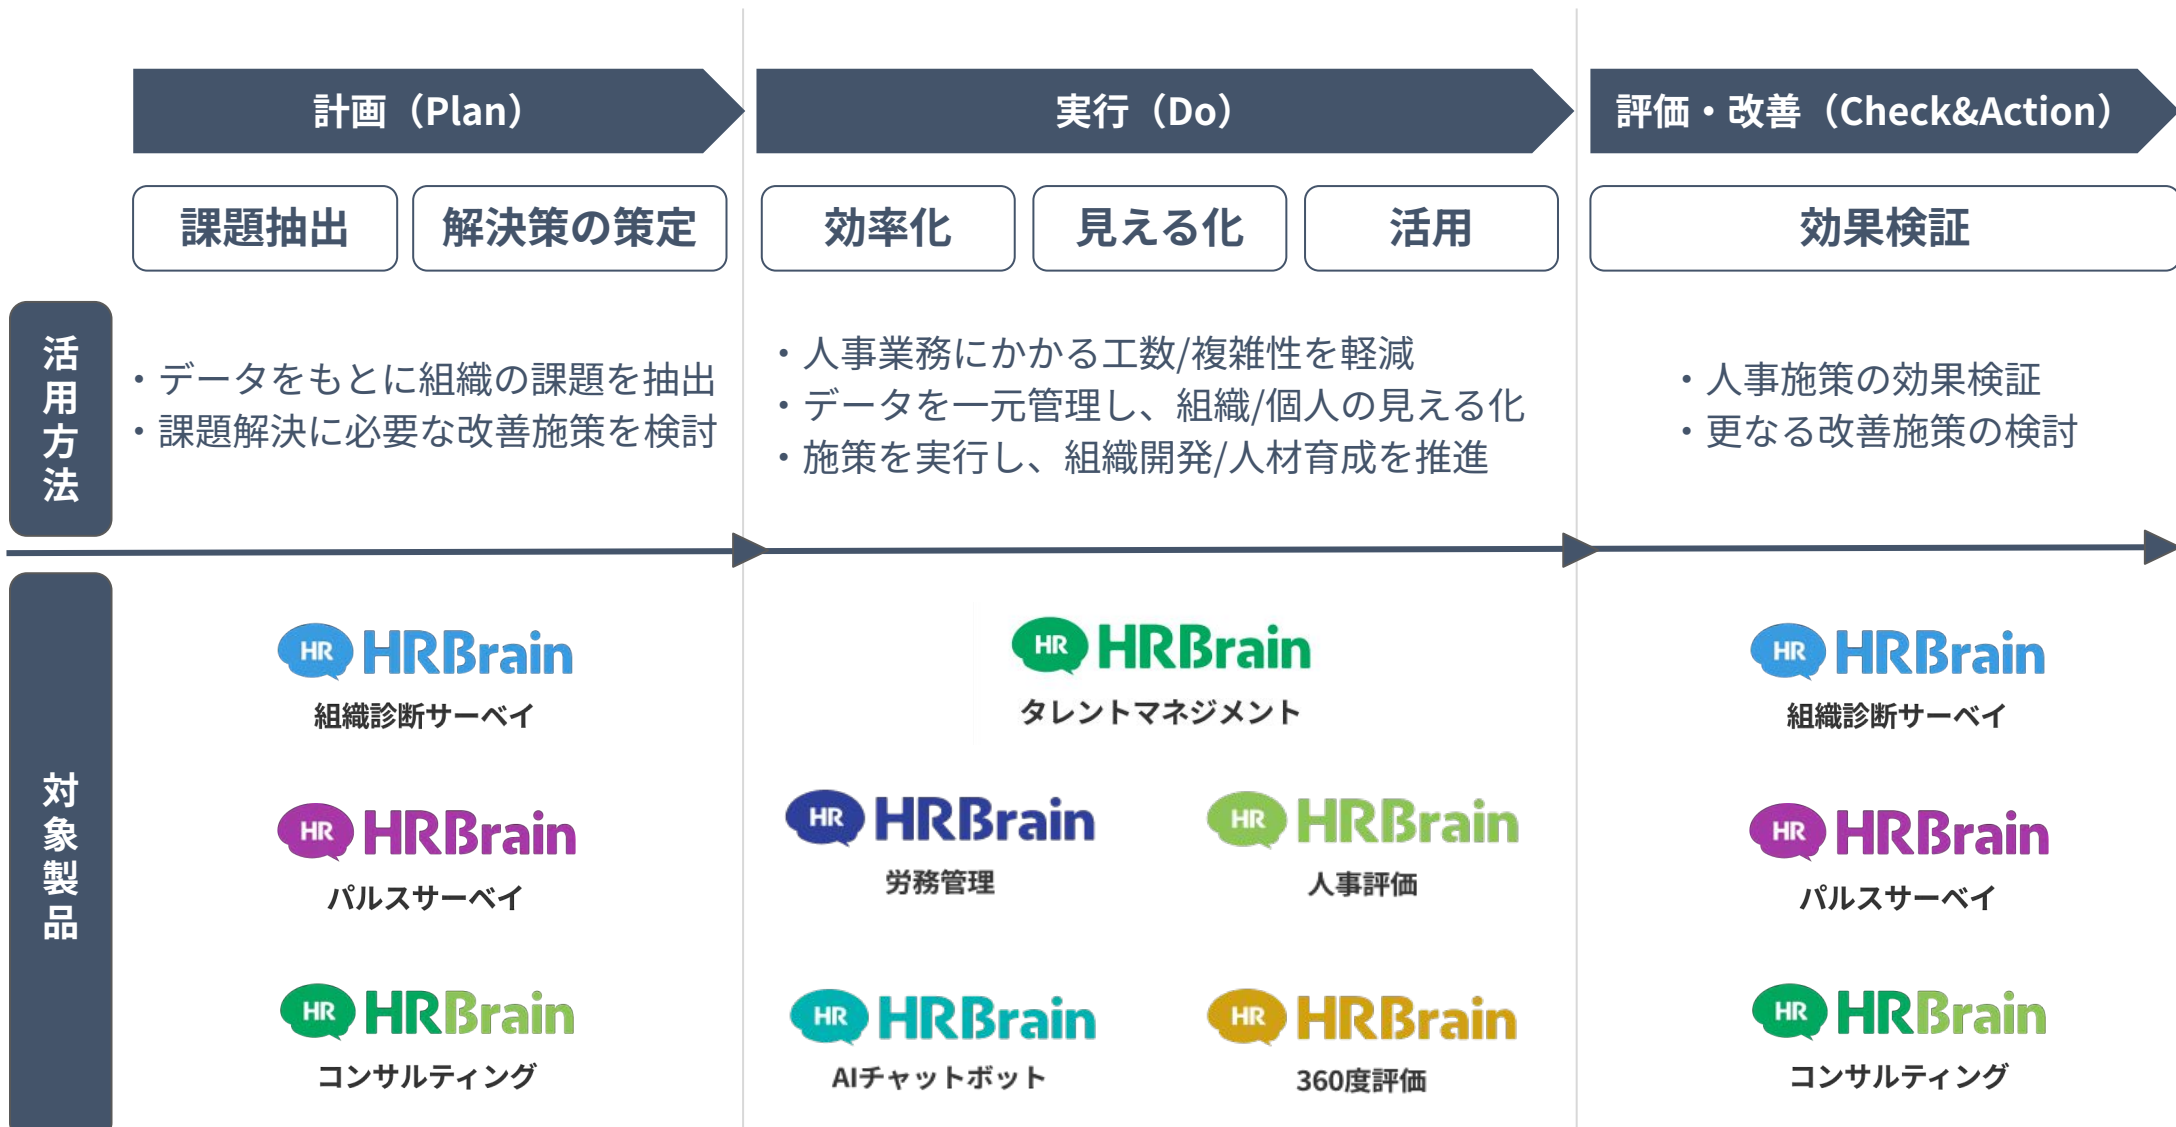 計画（Plan）
実行（Do）
評価・改善（Check&Action）
課題抽出
解決策の策定
効率化
見える化
活用
効果検証
活用方法
・データをもとに組織の課題を抽出
・課題解決に必要な改善施策を検討
・人事業務にかかる工数/複雑性を軽減
・データを一元管理し、組織/個人の見える化
・施策を実行し、組織開発/人材育成を推進
・人事施策の効果検証
・更なる改善施策の検討
対象製品
HR HRBrain
組織診断サーベイ
HR HRBrain
パルスサーベイ
HR HRBrain
コンサルティング
HR HRBrain
タレントマネジメント
HR HRBrain
労務管理
HR HRBrain
人事評価
HR HRBrain
AIチャットボット
HR HRBrain
360度評価
HR HRBrain
組織診断サーベイ
HR HRBrain
パルスサーベイ
HR HRBrain
コンサルティング